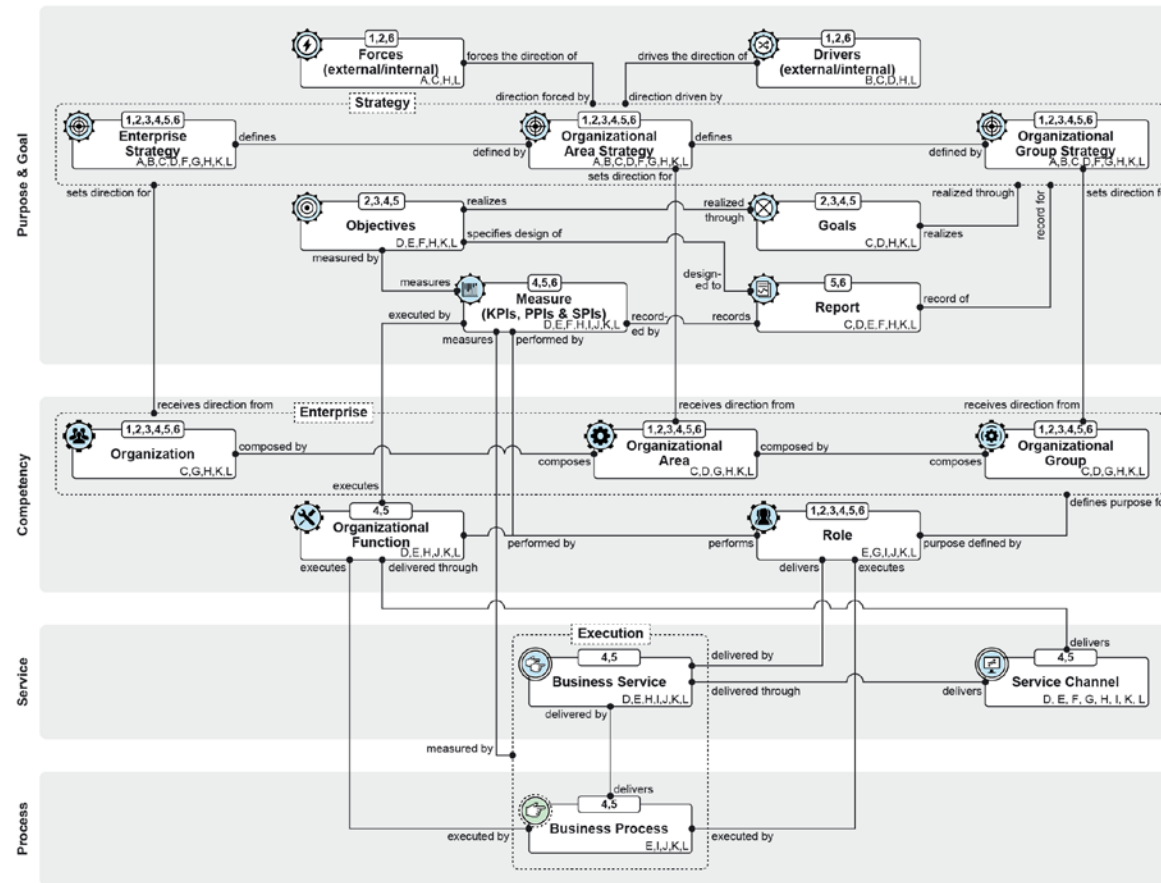 Purpose & Goal
1,2,6
Forces
(external/internal)
A,C,H,L
forces the direction of
direction forced by
drives the direction of
direction driven by
1,2,6
Drivers
(external/internal)
B,C,D,H,L
Strategy
1,2,3,4,5,6
Enterprise
Strategy
A,B,C,D,F,G,H,K,L
defines
defined by
1,2,3,4,5,6
Organizational
Area Strategy
A,B,C,D,F,G,H,K,L
defines
defined by
1,2,3,4,5,6
Organizational
Group Strategy
A,B,C,D,F,G,H,K,L
sets direction for
sets direction for
realized through
record for
sets direction f
2,3,4,5
Objectives
D,E,F,H,K,L
realizes
realized
through
specifies design of
design-
ed to
2,3,4,5
Goals
C,D,H,K,L
realizes
measured by
measures
4,5,6
Measure
(KPIs, PPIs & SPIs)
D,E,F,H,I,J,K,L
record-
ed by
records
5,6
Report
C,D,E,F,H,K,L
record of
executed by
measures
performed by
Competency
receives direction from
Enterprise
receives direction from
receives direction from
1,2,3,4,5,6
Organization
C,G,H,K,L
composed by
composes
1,2,3,4,5,6
Organizational
Area
C,D,G,H,K,L
composed by
composes
1,2,3,4,5,6
Organizational
Group
C,D,G,H,K,L
executes
defines purpose fo
4,5
Organizational
Function
D,E,H,J,K,L
performed by
performs
1,2,3,4,5,6
Role
E,G,I,J,K,L
purpose defined by
executes
delivered through
delivers
executes
Service
Execution
4,5
Business Service
D,E,H,I,J,K,L
delivered by
delivered through
delivers
delivers
4,5
Service Channel
D, E, F, G, H, I, K, L
delivered by
measured by
Process
delivers
4,5
Business Process
E,I,J,K,L
executed by
executed by